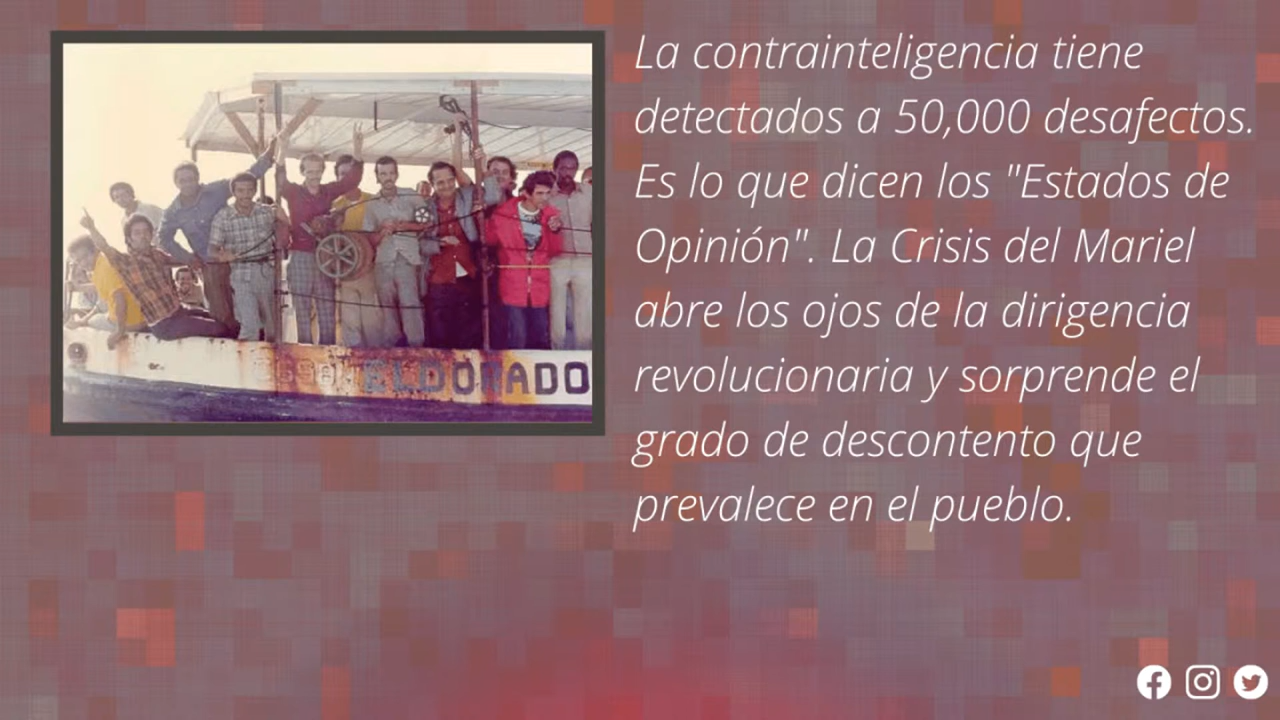 La contrainteligencia tiene
detectados a 50,000 desafectos.
Es lo que dicen los "Estados de
Opinión". La Crisis del Mariel
abre los ojos de la dirigencia
revolucionaria y sorprende el
grado de descontento que
prevalece en el pueblo.
ELDORADO